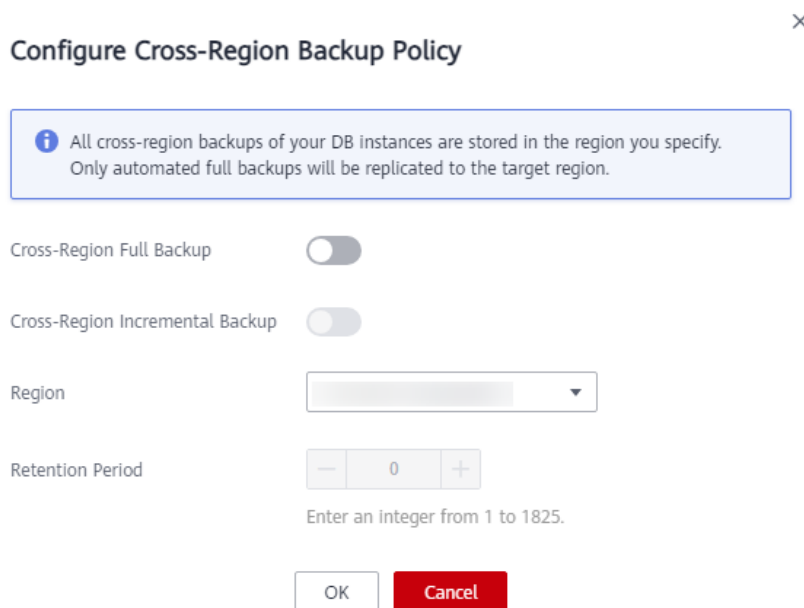 Configure Cross-Region Backup Policy
All cross-region backups of your DB instances are stored in the region you specify.
Only automated full backups will be replicated to the target region.
Cross-Region Full Backup
Cross-Region Incremental Backup
Region
Retention Period
0
Enter an integer from 1 to 1825.
OK
Cancel